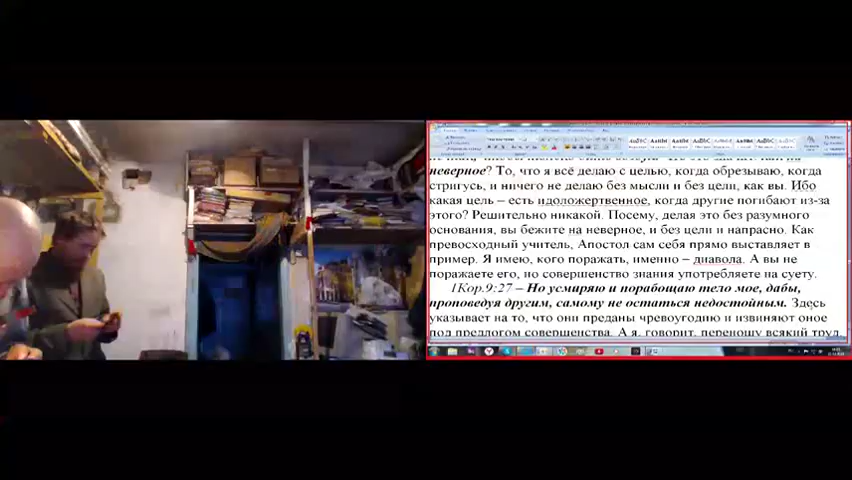 неверное? То, что я всё делаю с целью, когда обрезываю, когда
стригусь, и ничего не делаю без мысли и без цели, как вы. Ибо
какая цель – есть идоложертвенное, когда другие погибают из-за
этого? Решительно никакой. Посему, делая это без разумного
основания, вы бежите на неверное, и без цели и напрасно. Как
превосходный учитель, Апостол сам себя прямо выставляет в
пример. Я имею, кого поражать, именно – диавола. А вы не
поражаете его, но совершенство знания употребляете на суету.
1Кор.9:27 – Но усмиряю и порабощаю тело мое, дабы,
проповедуя другим, самому не остаться недостойным. Здесь
указывает на то, что они преданы чревоугодию и извиняют оное
под предлогом совершенства. А я, говорит, переношу всякий труд